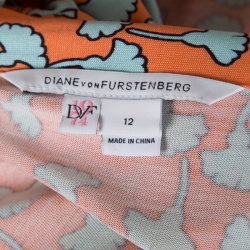 DIANE VON FURSTENBERG
DVF
12
MADE IN CHINA